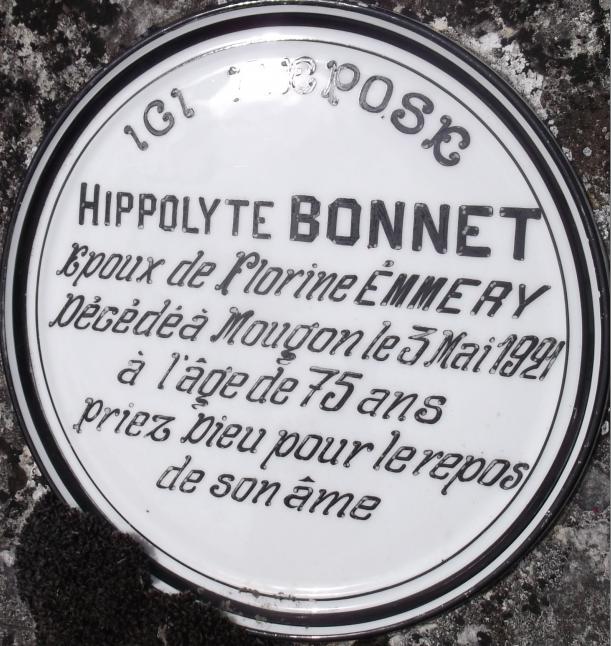 ICI REPOSE
HIPPOLYTE BONNET
Epoux de Florine ÉMMERY
Décédé à Mougon le 3 Mai 1921
à l'âge de 75 ans
priez Dieu pour le repos
de son âme